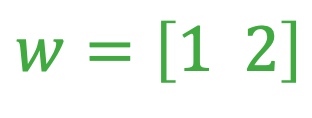 w = [1 2]